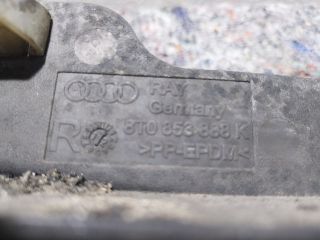 RAY
Germany
R 8T0 853 888 K
>PP-EPDM<